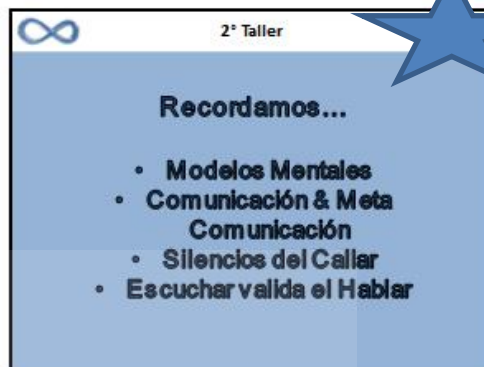 2° Taller
Recordamos...
• Modelos Mentales
• Comunicación & Meta
Comunicación
• Silencios del Callar
• Escuchar valida el Hablar